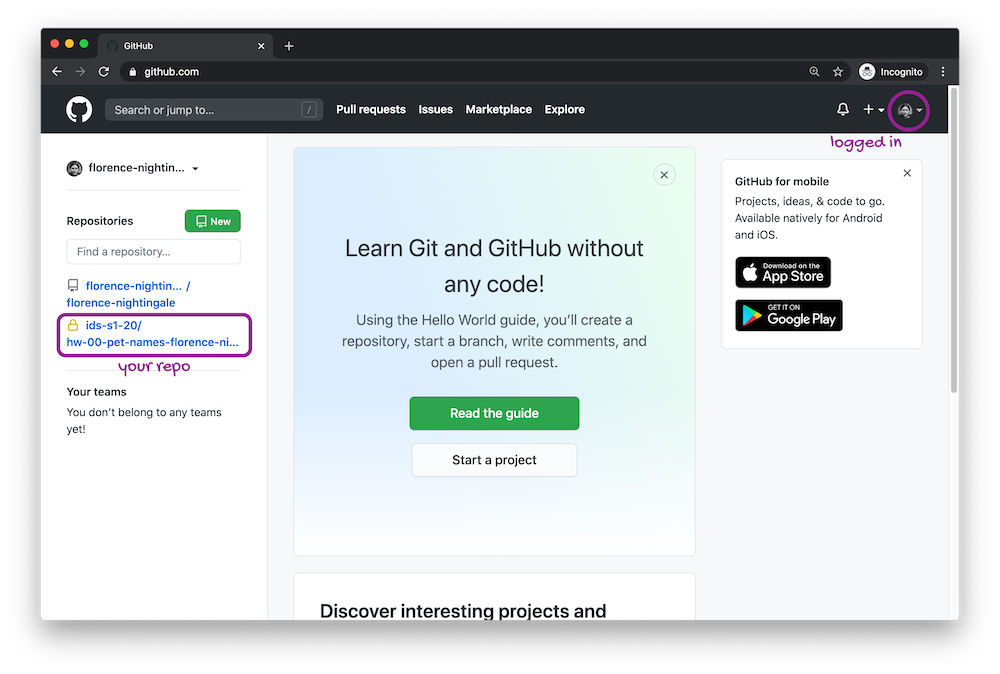 GitHub
github.com
Incognito
Search or jump to...
/
Pull requests
Issues
Marketplace
Explore
logged in
florence-nightin...
Repositories
New
Find a repository...
florence-nightin... /
florence-nightingale
ids-s1-20/
hw-00-pet-names-florence-ni...
your repo
Your teams
You don’t belong to any teams
yet!
Learn Git and GitHub without
any code!
Using the Hello World guide, you’ll create a
repository, start a branch, write comments, and
open a pull request.
Read the guide
Start a project
Discover interesting projects and
GitHub for mobile
Projects, ideas, & code to go.
Available natively for Android
and iOS.
Download on the
App Store
GET IT ON
Google Play